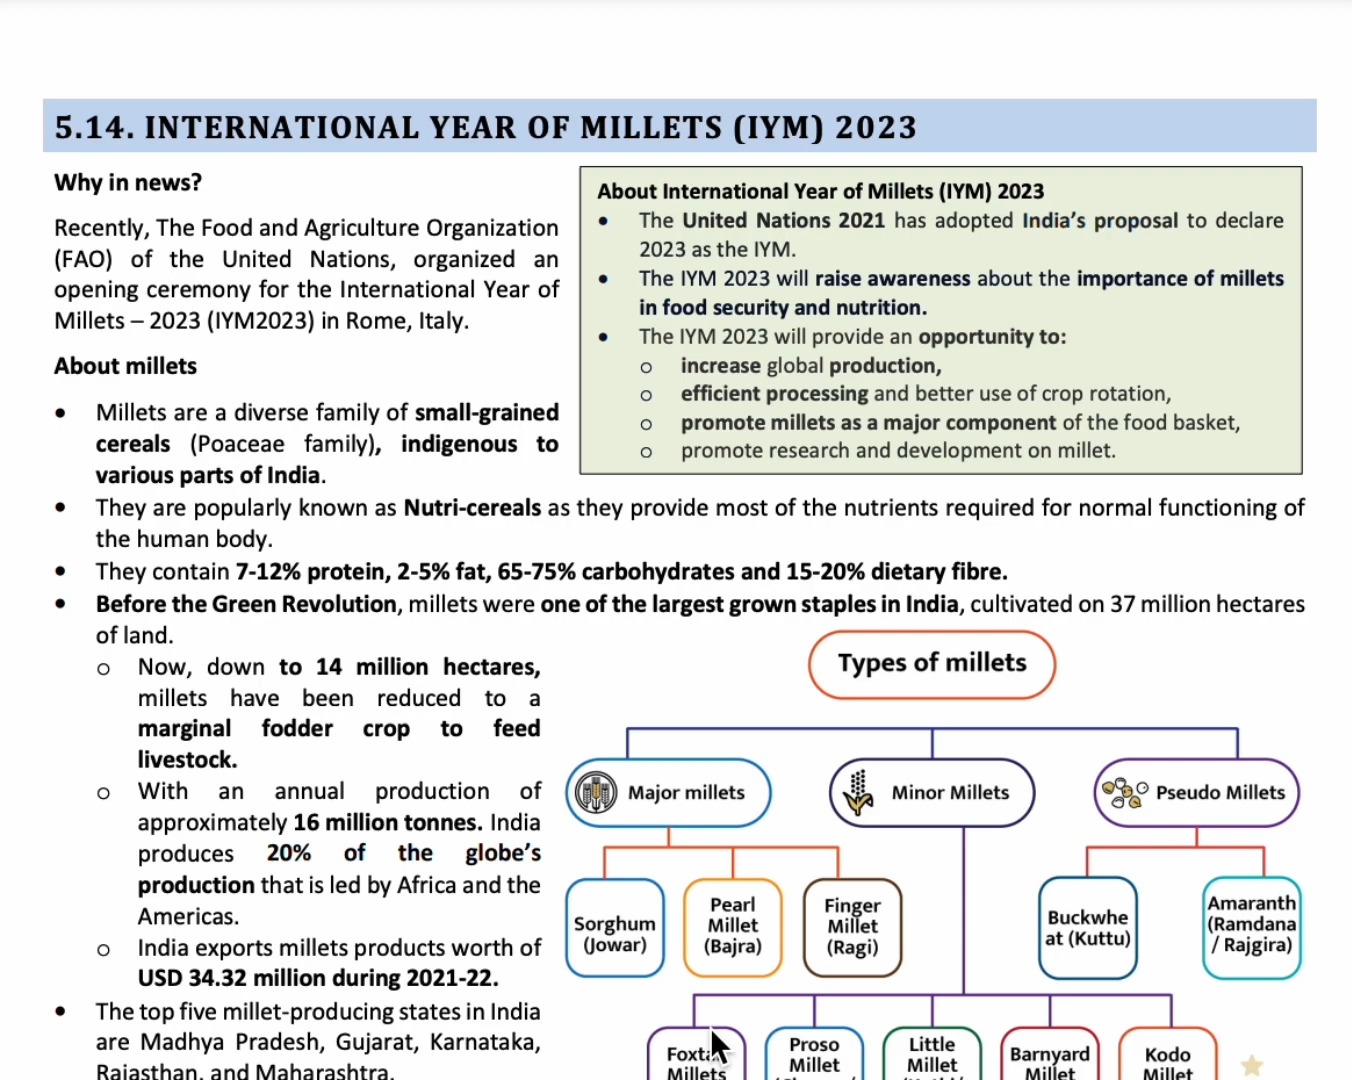 5.14. INTERNATIONAL YEAR OF MILLETS (IYM) 2023
Why in news?
Recently, The Food and Agriculture Organization
(FAO) of the United Nations, organized an
opening ceremony for the International Year of
Millets – 2023 (IYM2023) in Rome, Italy.
About International Year of Millets (IYM) 2023
• The United Nations 2021 has adopted India's proposal to declare
2023 as the IYM.
• The IYM 2023 will raise awareness about the importance of millets
in food security and nutrition.
• The IYM 2023 will provide an opportunity to:
o increase global production,
o efficient processing and better use of crop rotation,
o promote millets as a major component of the food basket,
o promote research and development on millet.
About millets
• Millets are a diverse family of small-grained
cereals (Poaceae family), indigenous to
various parts of India.
• They are popularly known as Nutri-cereals as they provide most of the nutrients required for normal functioning of
the human body.
• They contain 7-12% protein, 2-5% fat, 65-75% carbohydrates and 15-20% dietary fibre.
• Before the Green Revolution, millets were one of the largest grown staples in India, cultivated on 37 million hectares
of land.
o Now, down to 14 million hectares,
millets have been reduced to a
marginal fodder crop to feed
livestock.
o With an annual production of
approximately 16 million tonnes. India
produces 20% of the globe's
production that is led by Africa and the
Americas.
o India exports millets products worth of
USD 34.32 million during 2021-22.
• The top five millet-producing states in India
are Madhya Pradesh, Gujarat, Karnataka,
Rajasthan, and Maharashtra.
Types of millets
Major millets
Minor Millets
Pseudo Millets
Sorghum
(Jowar)
Pearl
Millet
(Bajra)
Finger
Millet
(Ragi)
Buckwhe
at (Kuttu)
Amaranth
(Ramdana
/ Rajgira)
Millets
Proso
Millet
Little
Millet
Barnyard
Millet
Kodo
Millet